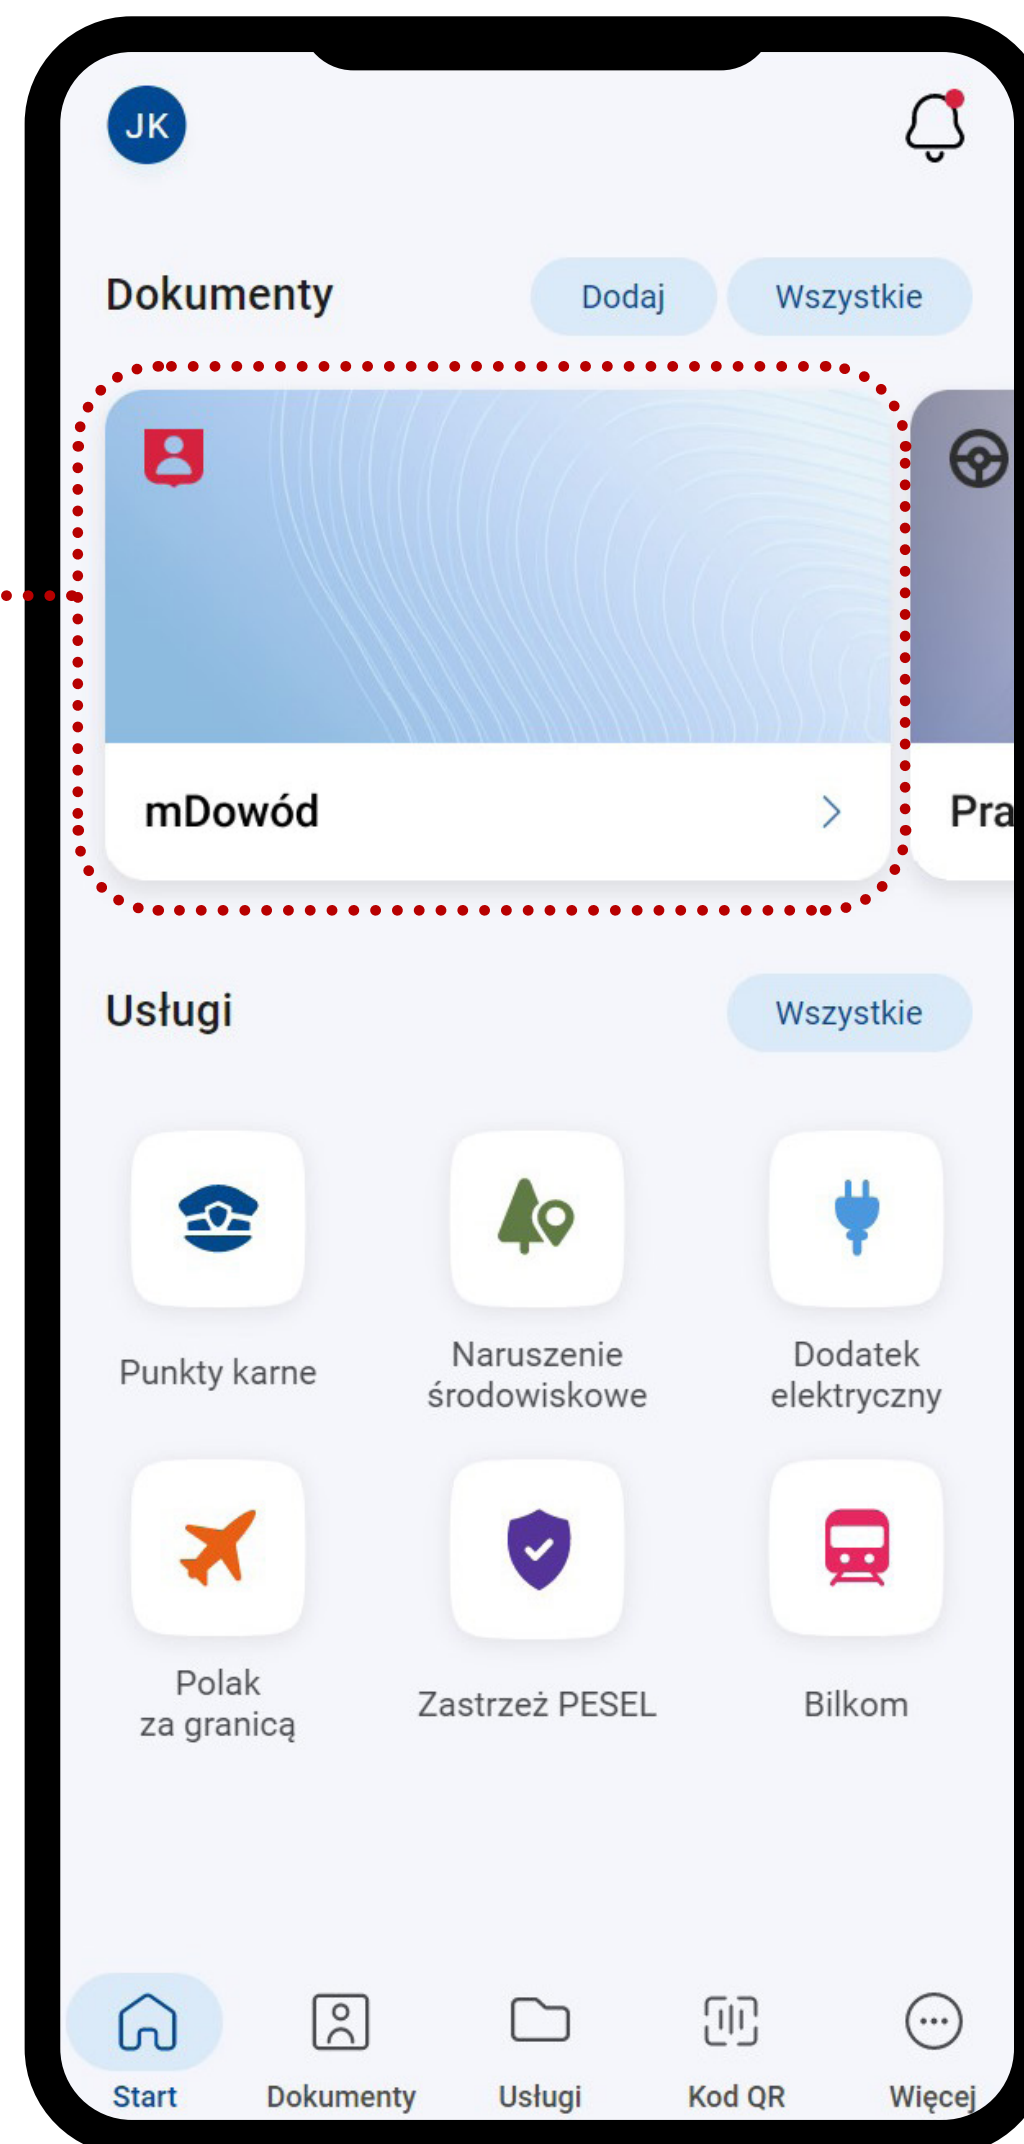 JK
Dokumenty
Dodaj
Wszystkie
mDowód
Pra
Usługi
Wszystkie
Punkty karne
Naruszenie
środowiskowe
Dodatek
elektryczny
Polak
za granicą
Zastrzeż PESEL
Bilkom
Start
Dokumenty
Usługi
Kod QR
Więcej